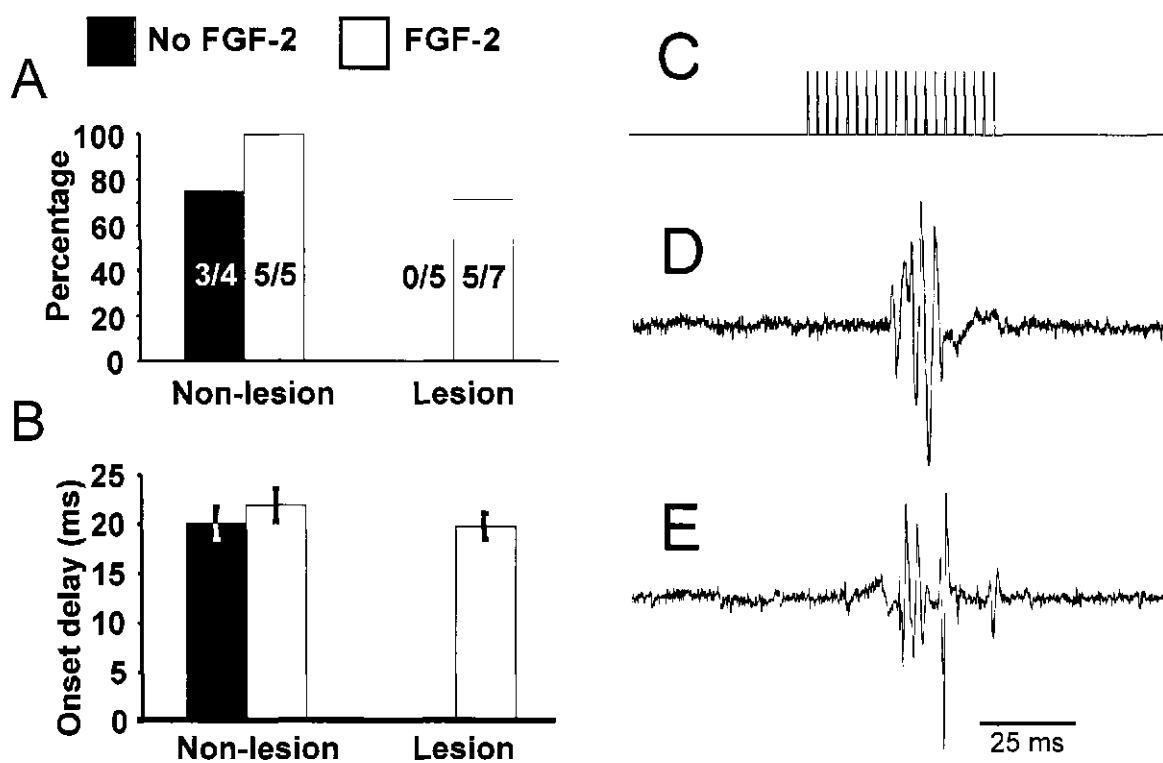 No FGF-2
FGF-2
A
Percentage
100
80
60
40
20
0
3/4
5/5
0/5
5/7
Non-lesion
Lesion
B
Onset delay (ms)
25
20
15
10
5
0
Non-lesion
Lesion
C
D
E
25 ms